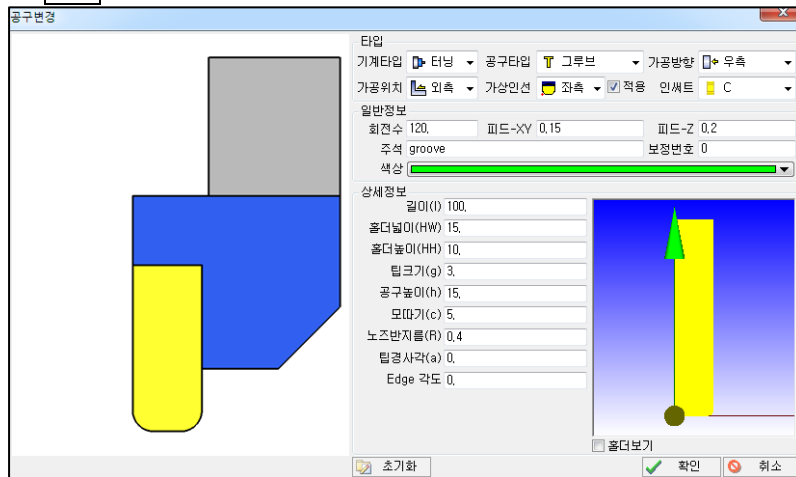 공구변경
타입
기계타입 터닝 공구타입 그루브 가공방향 우측
가공위치 외측 가상인선 좌측 적용 인써트 C
일반정보
회전수 120, 피드-XY 0,15 피드-Z 0,2
주석 groove 보정번호 0
색상
상세정보
길이(l) 100,
홀더넓이(HW) 15,
홀더높이(HH) 10,
팁크기(g) 3,
공구높이(h) 15,
모따기(c) 5,
노즈반지름(R) 0,4
팁경사각(a) 0,
Edge 각도 0,
홀더보기
초기화 확인 취소